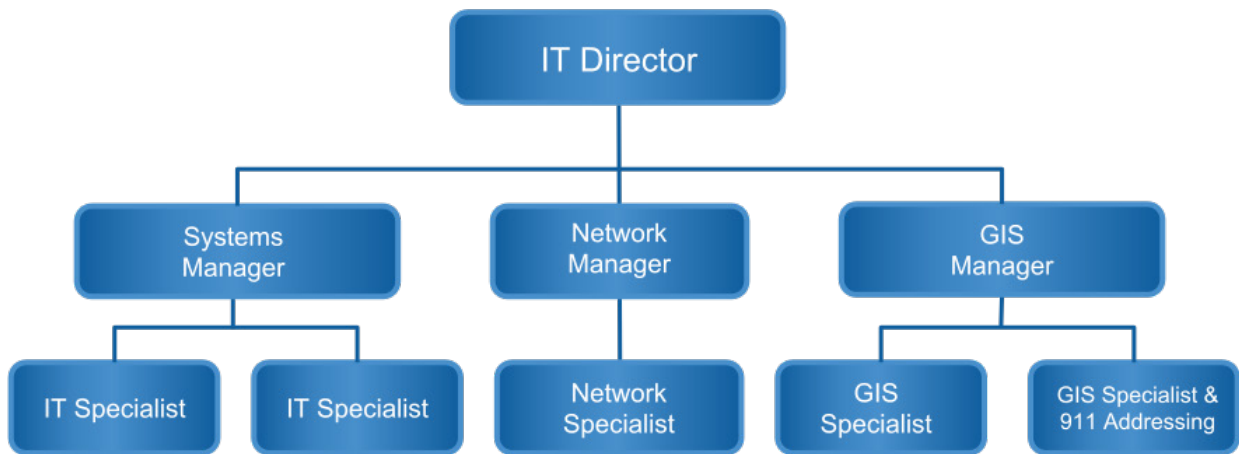 IT Director
Systems
Manager
Network
Manager
GIS
Manager
IT Specialist
IT Specialist
Network
Specialist
GIS
Specialist
GIS Specialist &
911 Addressing